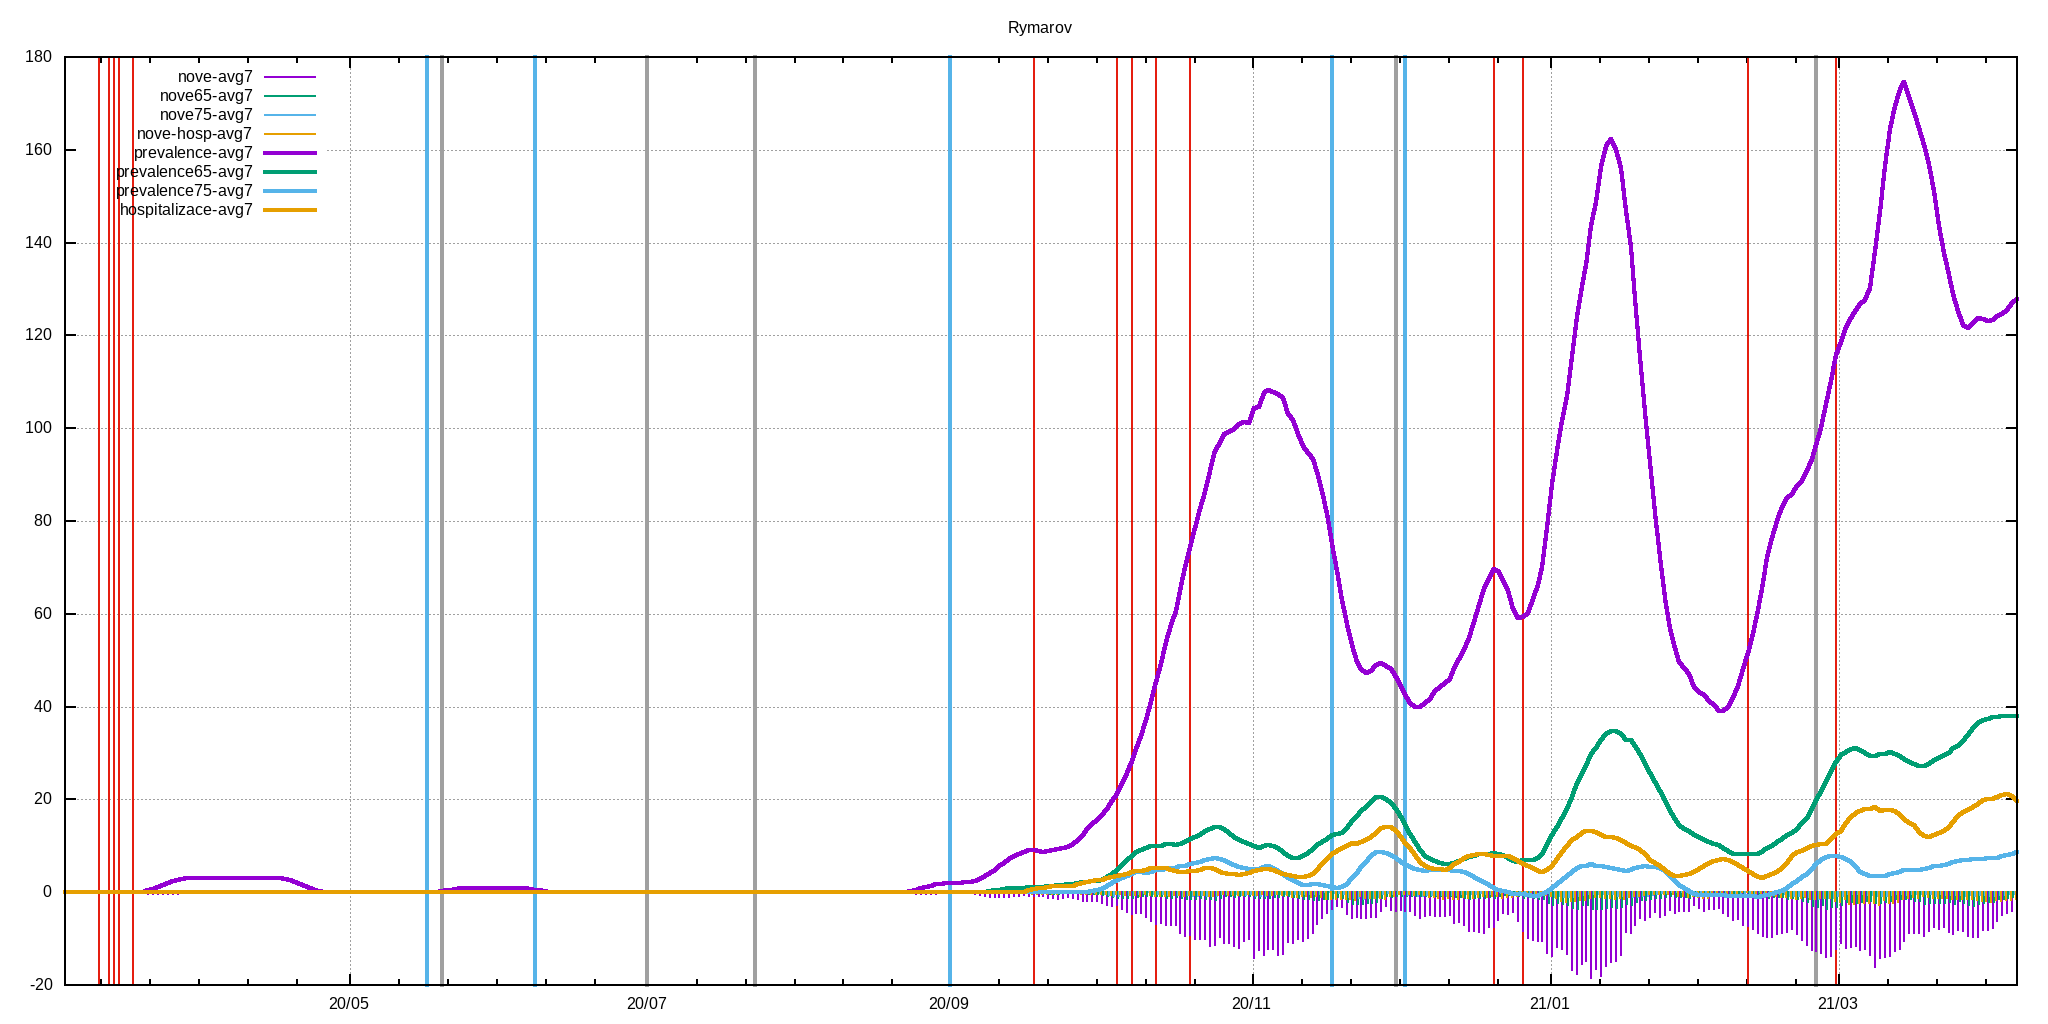 Rymarov
180
160
140
120
100
80
60
40
20
0
-20
nove-avg7
nove65-avg7
nove75-avg7
nove-hosp-avg7
prevalence-avg7
prevalence65-avg7
prevalence75-avg7
hospitalizace-avg7
20/05 20/07 20/09 20/11 21/01 21/03